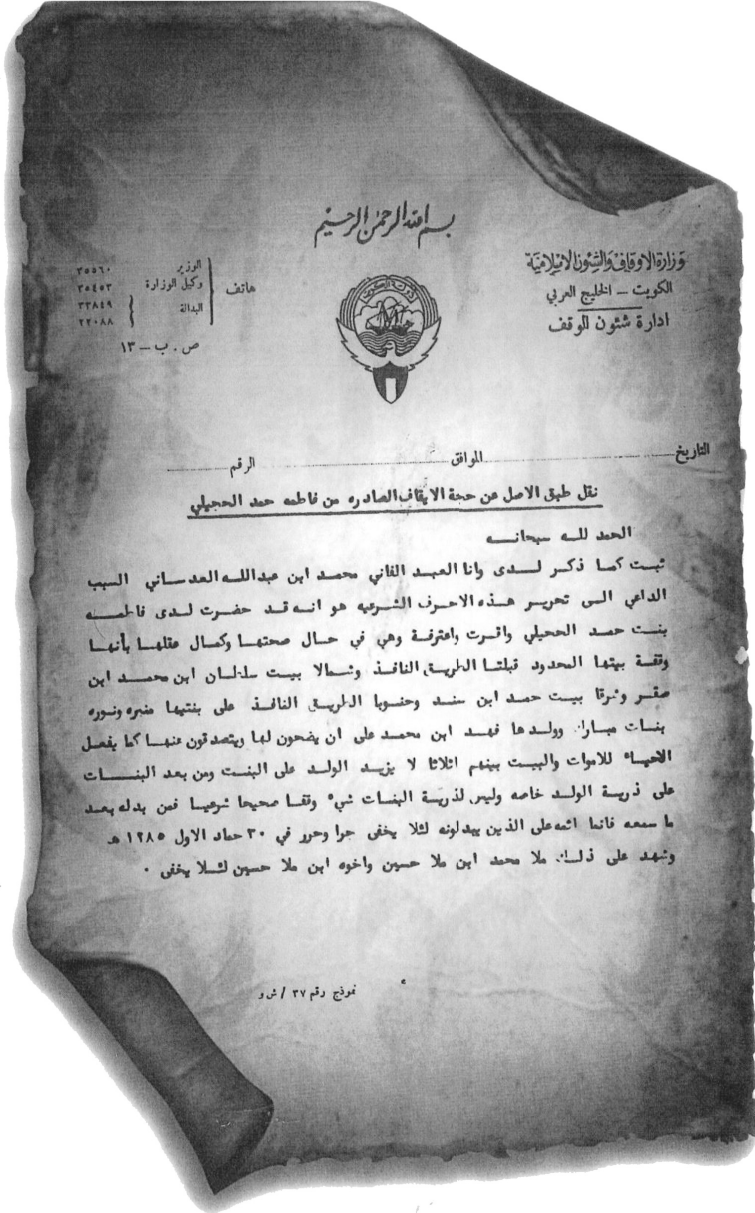 بسم الله الرحمن الرحيم
وزارة الاوقاف والشئون الاسلامية
الكويت – الخليج العربي
ادارة شئون الوقف
هاتف
الوزير ٣٥٥٦٠
وكيل الوزارة ٣٥٤٥٣
البدالة ٣٣٨٤٩
٢٢٠٨٨
ص . ب – ١٣
دولة الكويت
التاريخ الموافق الرقم
نقل طبق الاصل عن حجة الايقاف الصادره من فاطمه حمد الحجيلي
الحمد لله سبحانه
ثبت كما ذكر لدى وانا العبد الفاني محمد ابن عبدالله العدساني السبب
الداعي الى تحرير هذه الاحرف الشرعيه هو انه قد حضرت لدى فاطمه
بنت حمد الحجيلي واقرت واعترفة وهي في حال صحتها وكمال عقلها بأنها
وقفة بيتها المحدود قبلتا الطريق النافذ وشمالا بيت سلطان ابن محمد ابن
صقر وشرقا بيت حمد ابن سند وجنوبا الطريق النافذ على بنتيها منيره ونوره
بنات مبارك وولدها فهد ابن محمد على ان يضحون لها ويتصدقون عنها كما يفعل
الاحياء للاموات والبيت بينهم اثلاثا لا يزيد الولد على البنت ومن بعد البنات
على ذرية الولد خاصه وليس لذرية البنات شيء وقفا صحيحا شرعيا فمن بدله بعد
ما سمعه فانما اثمه على الذين يبدلونه لئلا يخفى جرا وحرر في ٣٠ جماد الاول ١٢٨٥ هـ
وشهد على ذلك ملا محمد ابن ملا حسين واخوه ابن ملا حسين لئلا يخفى .
نموذج رقم ٣٧ / ش و